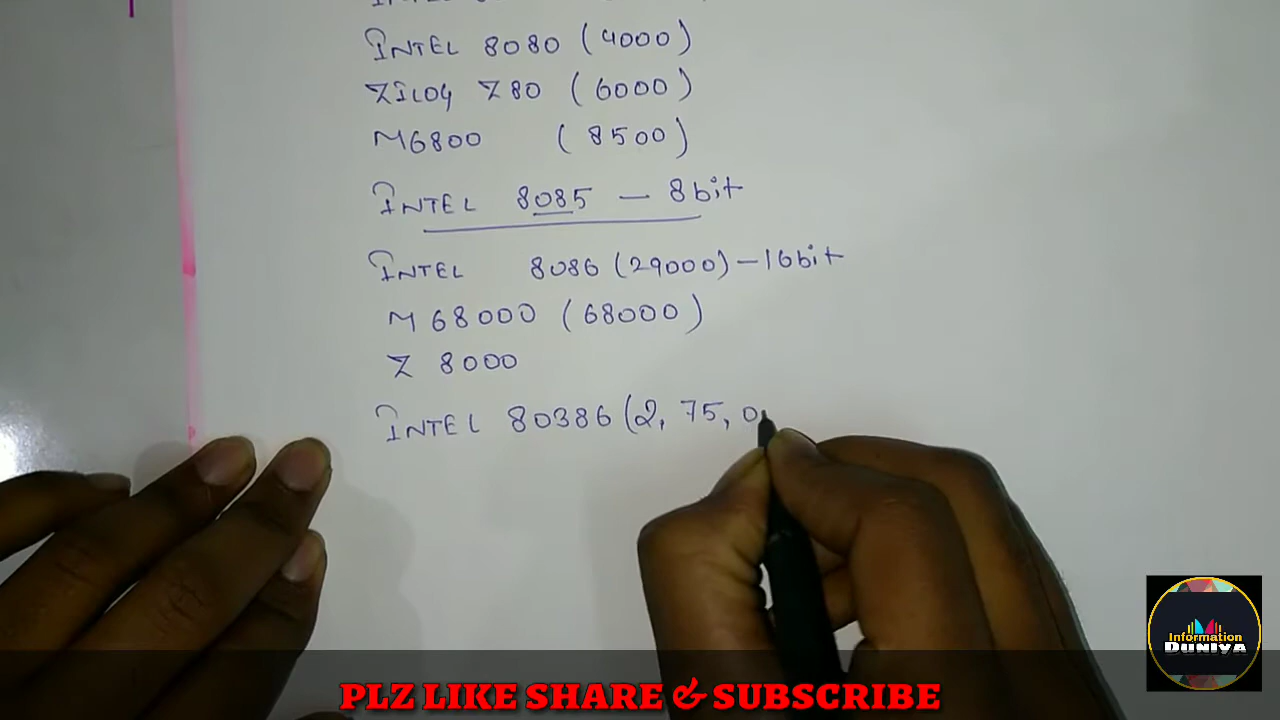 INTEL 8080 (4000)
ZILOG Z80 (6000)
M6800 (8500)
INTEL 8085 - 8bit
INTEL 8086 (29000) - 16bit
M 68000 (68000)
Z 8000
INTEL 80386 (2, 75, 0
Information
DUNIYA
PLZ LIKE SHARE & SUBSCRIBE